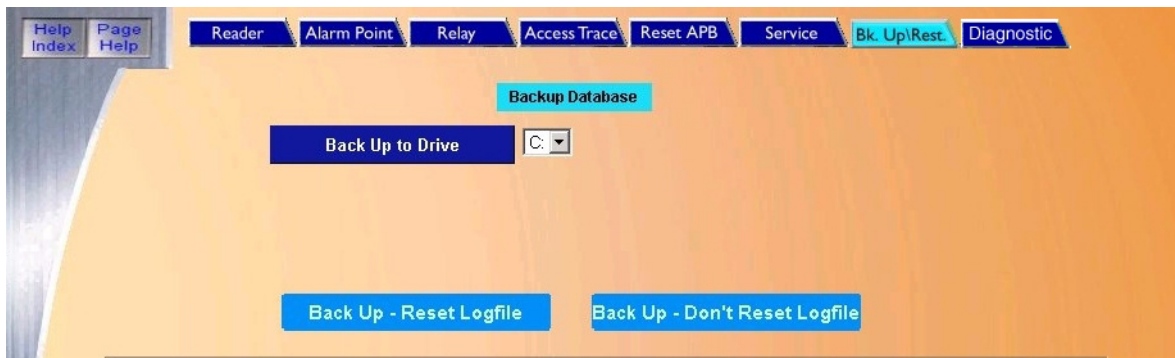 Help Index
Page Help
Reader
Alarm Point
Relay
Access Trace
Reset APB
Service
Bk. Up\Rest.
Diagnostic
Backup Database
Back Up to Drive
C:
Back Up - Reset Logfile
Back Up - Don't Reset Logfile